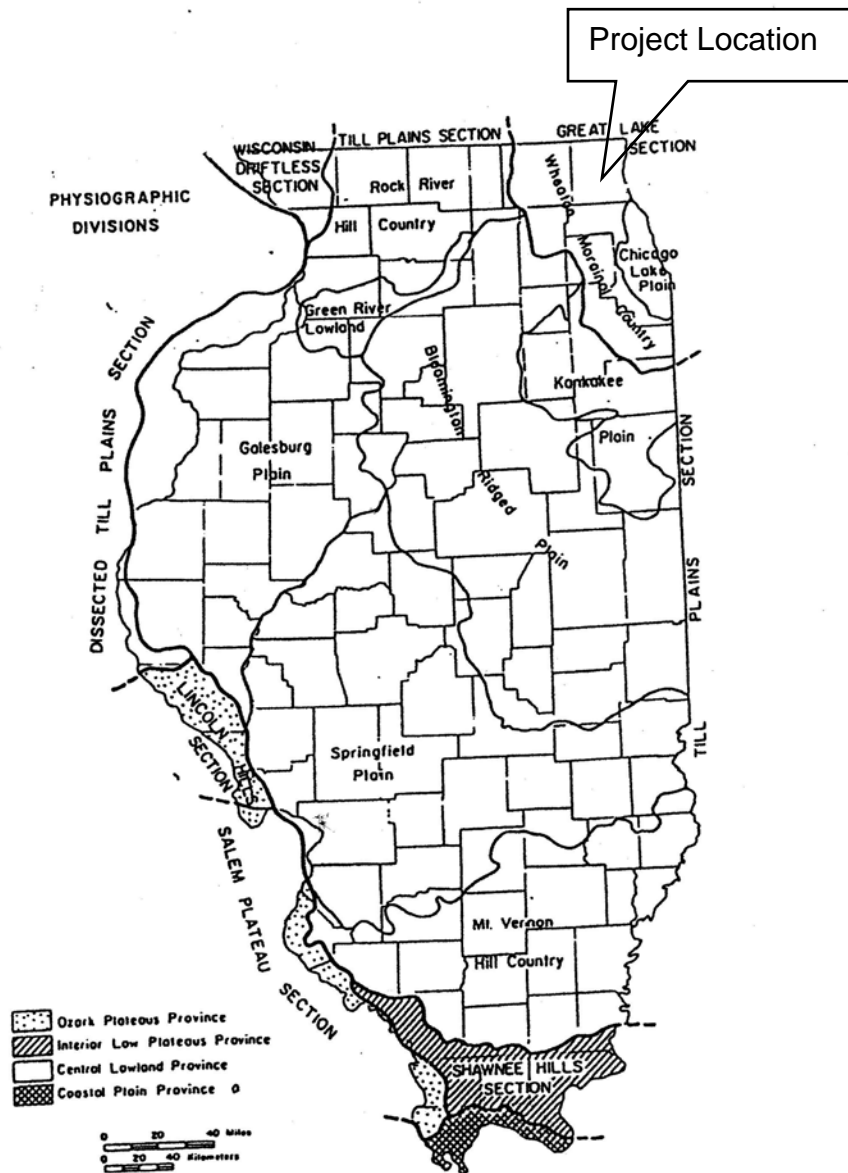 Project Location
WISCONSIN
DRIFTLESS
SECTION
TILL PLAINS SECTION
GREAT LAKE
SECTION
PHYSIOGRAPHIC
DIVISIONS
Rock River
Hill Country
Wheaton
Morainal
Country
Chicago
Lake
Plain
Green River
Lowland
Bloomington
Ridged
Plain
Kankakee
Plain
Galesburg
Plain
DISSECTED TILL PLAINS SECTION
TILL PLAINS SECTION
LINCOLN HILLS
SECTION
Springfield
Plain
SALEM PLATEAU SECTION
Mt. Vernon
Hill Country
SHAWNEE HILLS
SECTION
Ozark Plateous Province
Interior Low Plateous Province
Central Lowland Province
Coastal Plain Province
0 20 40 Miles
0 20 40 Kilometers